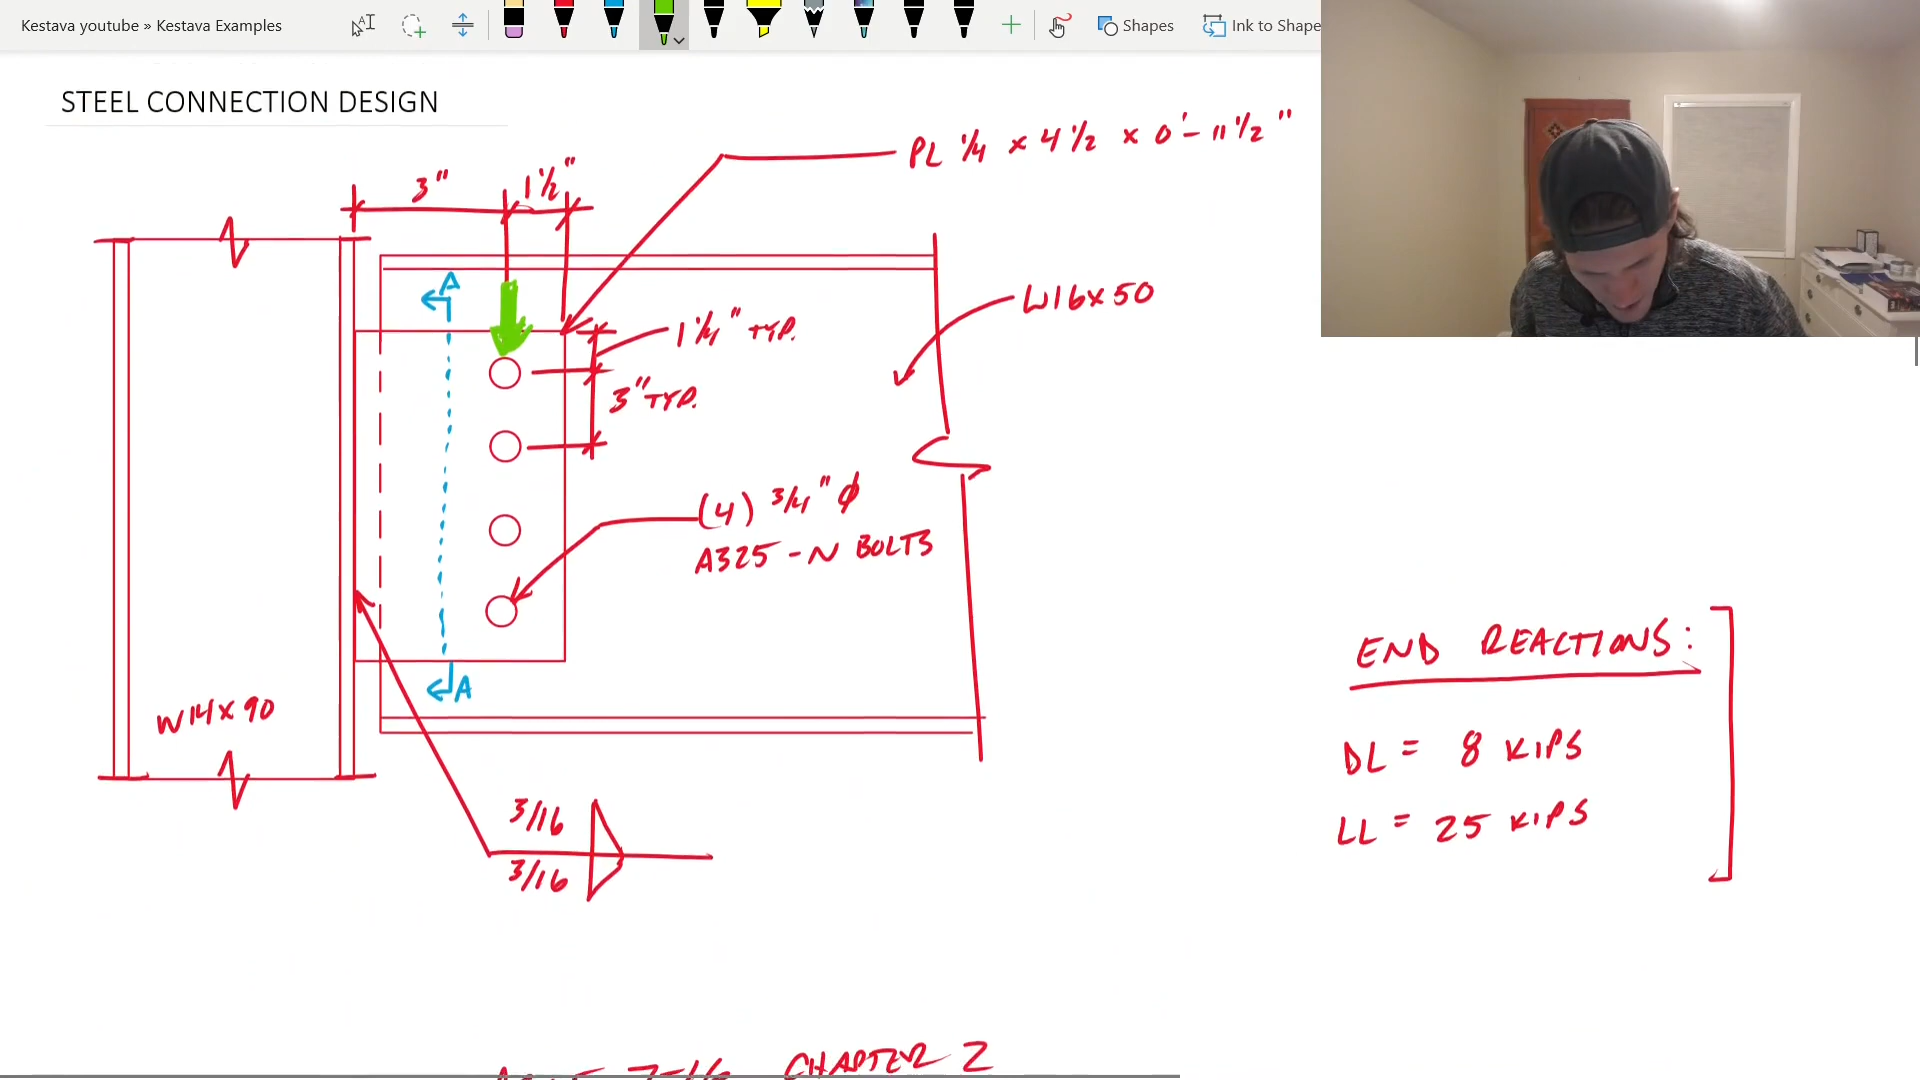 Kestava youtube » Kestava Examples
Shapes
Ink to Shape
STEEL CONNECTION DESIGN
PL 1/4 x 4 1/2 x 0'-11 1/2"
3"
1 1/2"
A
W16x50
1 1/4" TYP.
3" TYP.
(4) 3/4" Ø
A325-N BOLTS
A
W14x90
3/16
3/16
END REACTIONS:
DL = 8 KIPS
LL = 25 KIPS
CHAPTER 2